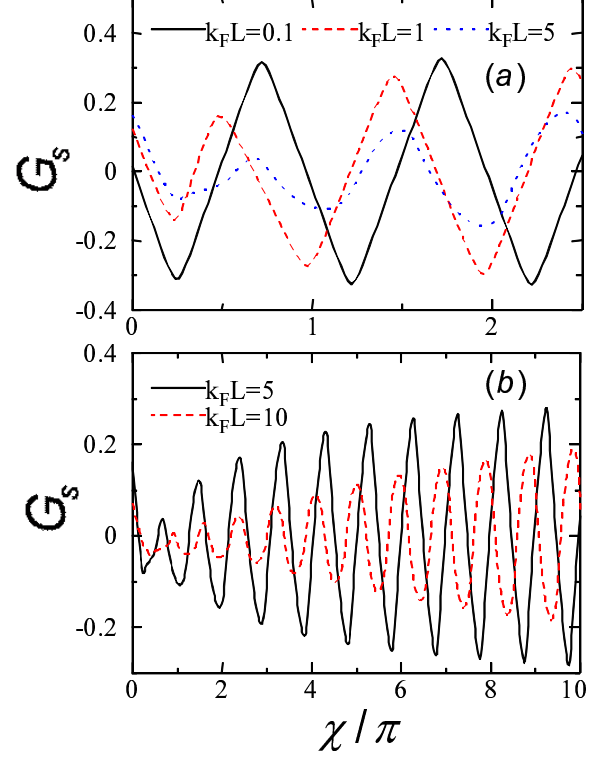 0.4
k_FL=0.1 k_FL=1 k_FL=5
(a)
0.2
G_s
0
-0.2
-0.4
0 1 2
0.4
(b)
k_FL=5
k_FL=10
0.2
G_s
0
-0.2
0 2 4 6 8 10
χ/π